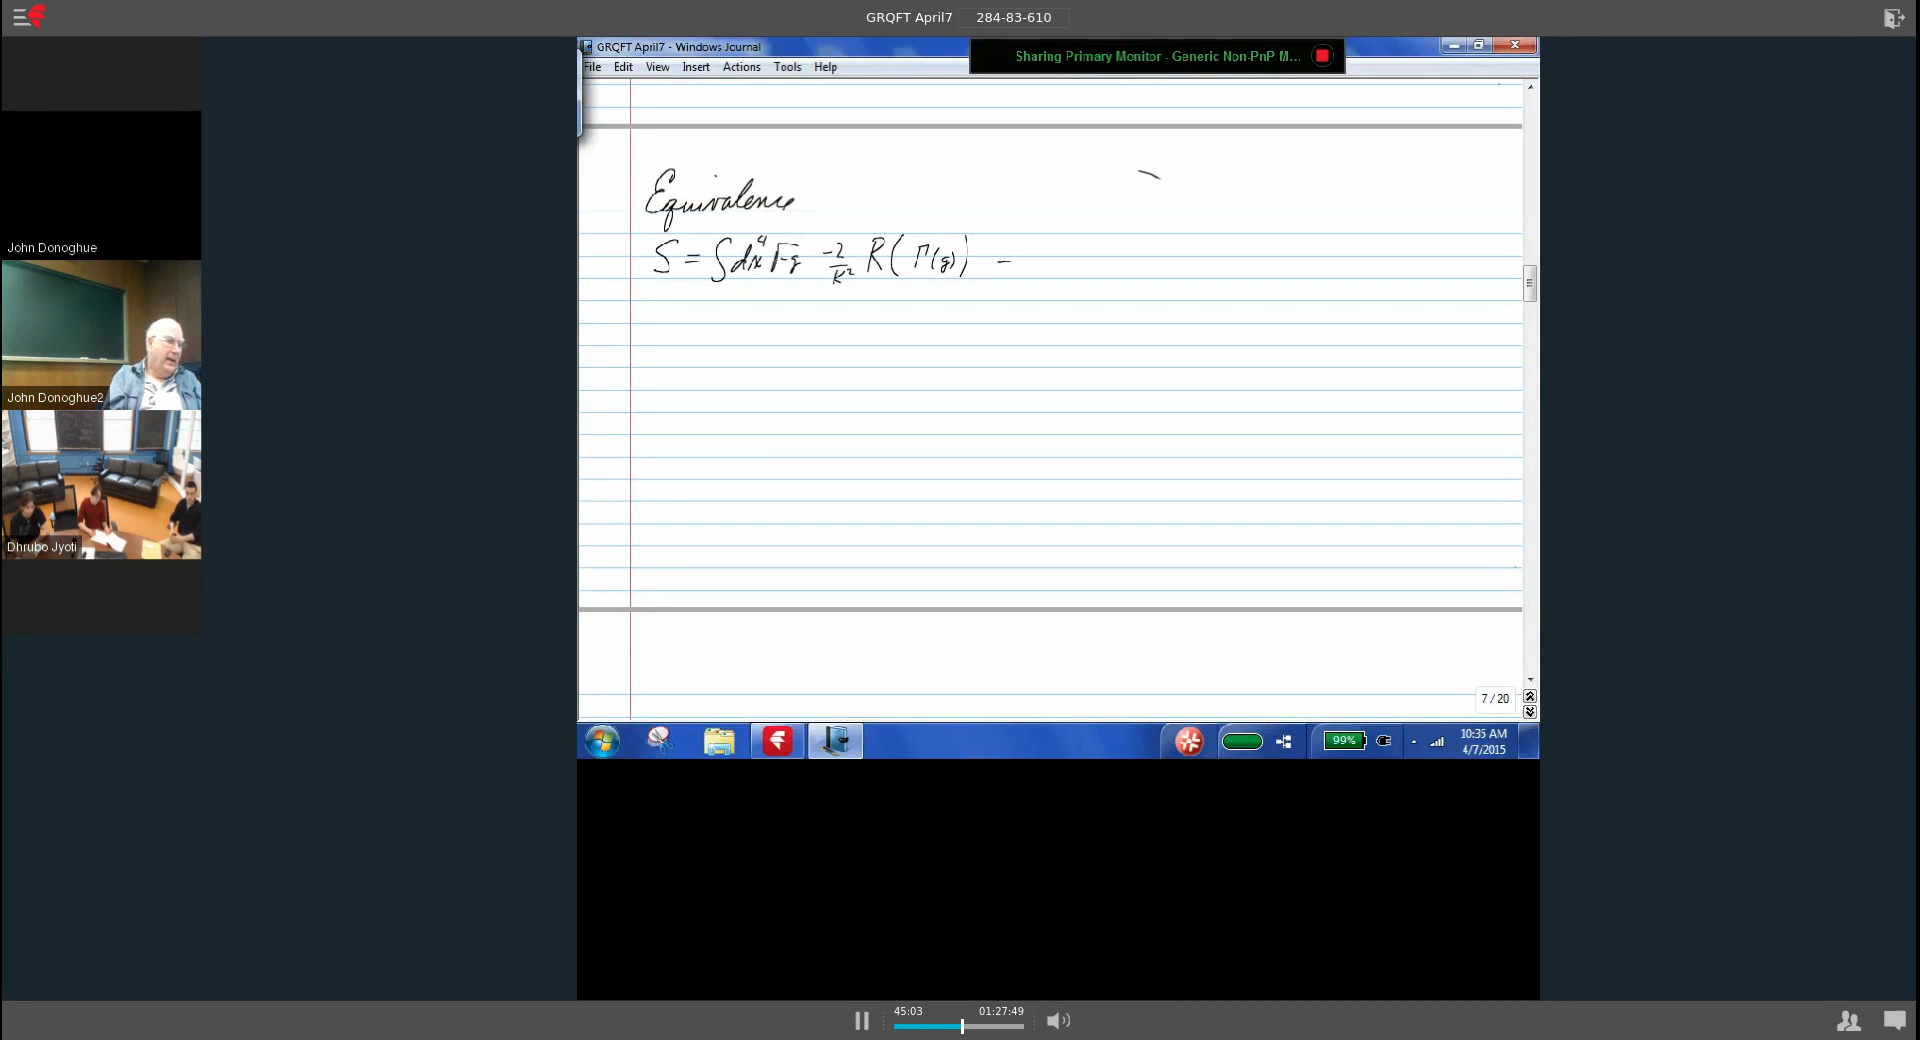 GRQFT April7 284-83-610
GRQFT April7 - Windows Journal
Sharing Primary Monitor - Generic Non-PnP M...
File Edit View Insert Actions Tools Help
Equivalence
S = ∫d⁴x √-g -2/κ² R(Γ(g)) –
John Donoghue
John Donoghue2
Dhrubo Jyoti
7 / 20
99%
10:35 AM
4/7/2015
45:03 01:27:49